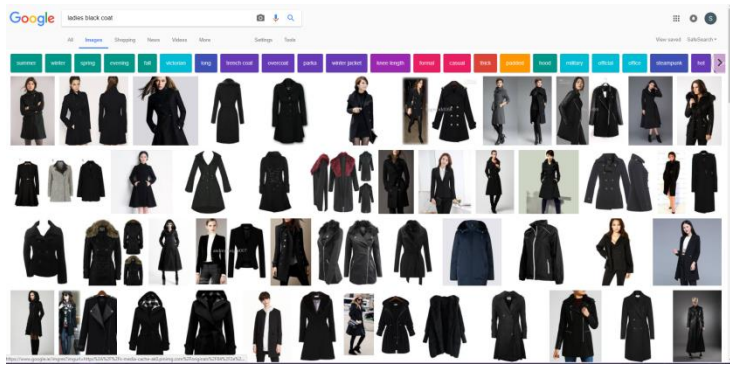 Google ladies black coat
All Images Shopping News Videos More Settings Tools View saved SafeSearch
summer winter spring evening fall victorian long trench coat overcoat parka winter jacket knee length formal casual thick hood military official office steampunk hot